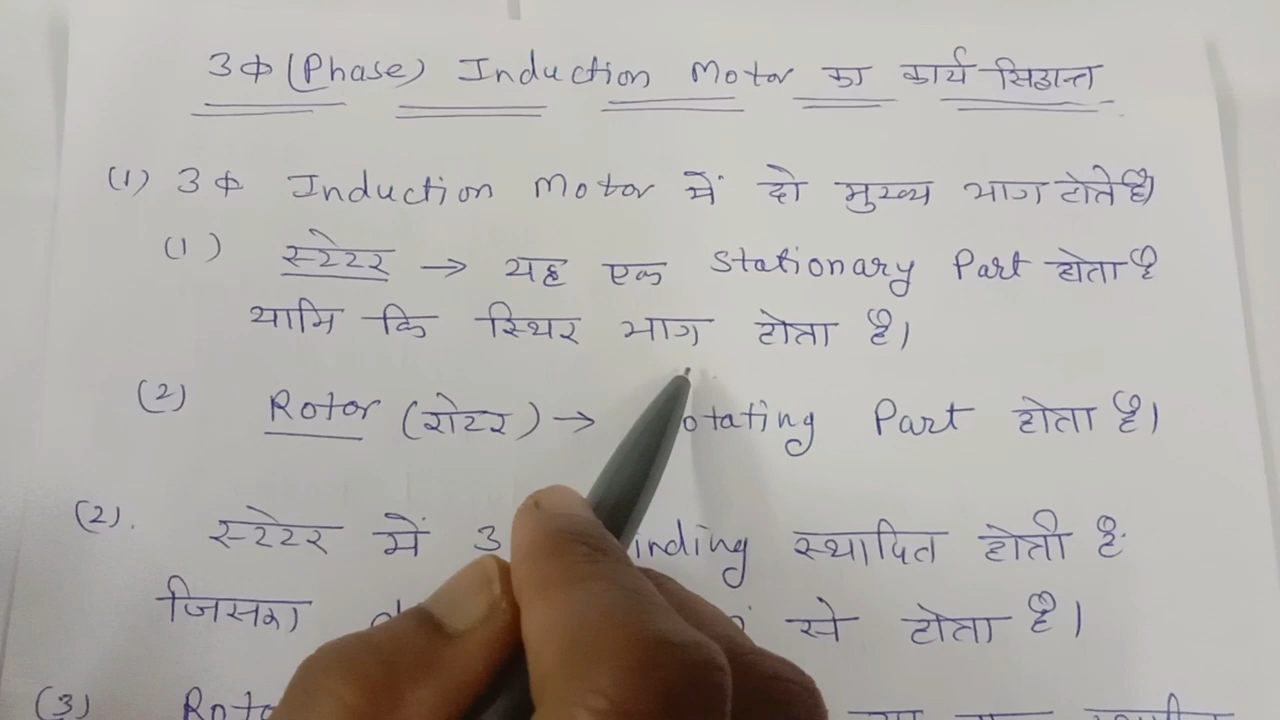 3Φ (Phase) Induction Motor का कार्य सिद्धान्त
(1) 3Φ Induction Motor में दो मुख्य भाग होते है।
(1) स्टेटर → यह एक Stationary Part होता है
यानि कि स्थिर भाग होता है।
(2) Rotor (रोटर) → otating Part होता है।
(2). स्टेटर में 3 inding स्थापित होती है
जिसका से होता है।
(3) Roto